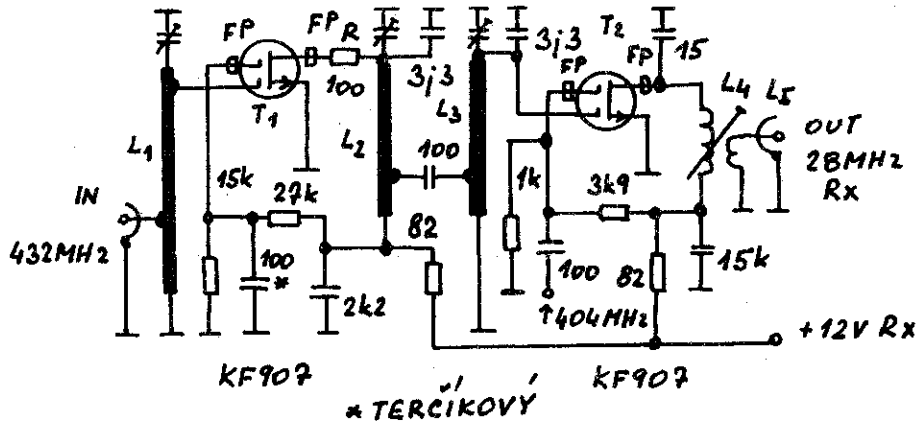 FP
FP
R
100
3j3
3j3
T2
15
FP
FP
T1
L1
L2
L3
L4
L5
OUT
28MHz
Rx
IN
432MHz
15k
27k
100
82
1k
3k9
100
*
2k2
100
↑404MHz
82
15k
+12V Rx
KF907
KF907
* TERČÍKOVÝ